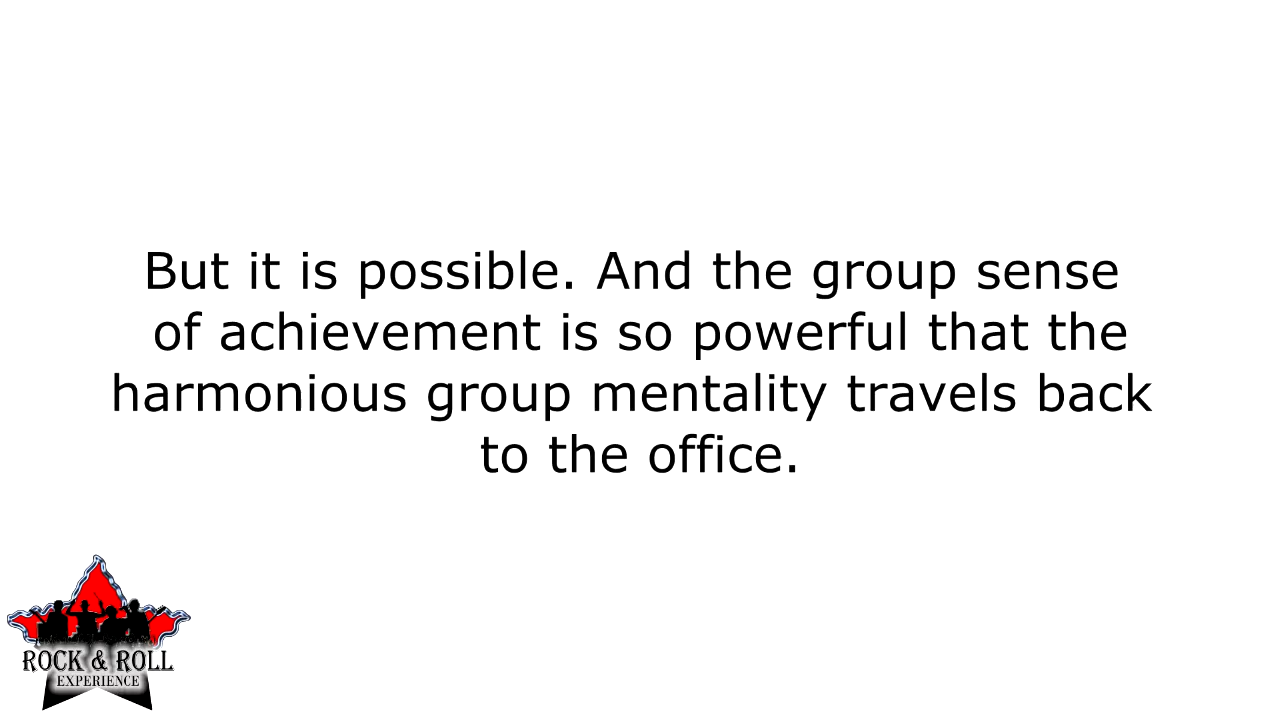 But it is possible. And the group sense
of achievement is so powerful that the
harmonious group mentality travels back
to the office.
ROCK & ROLL
EXPERIENCE